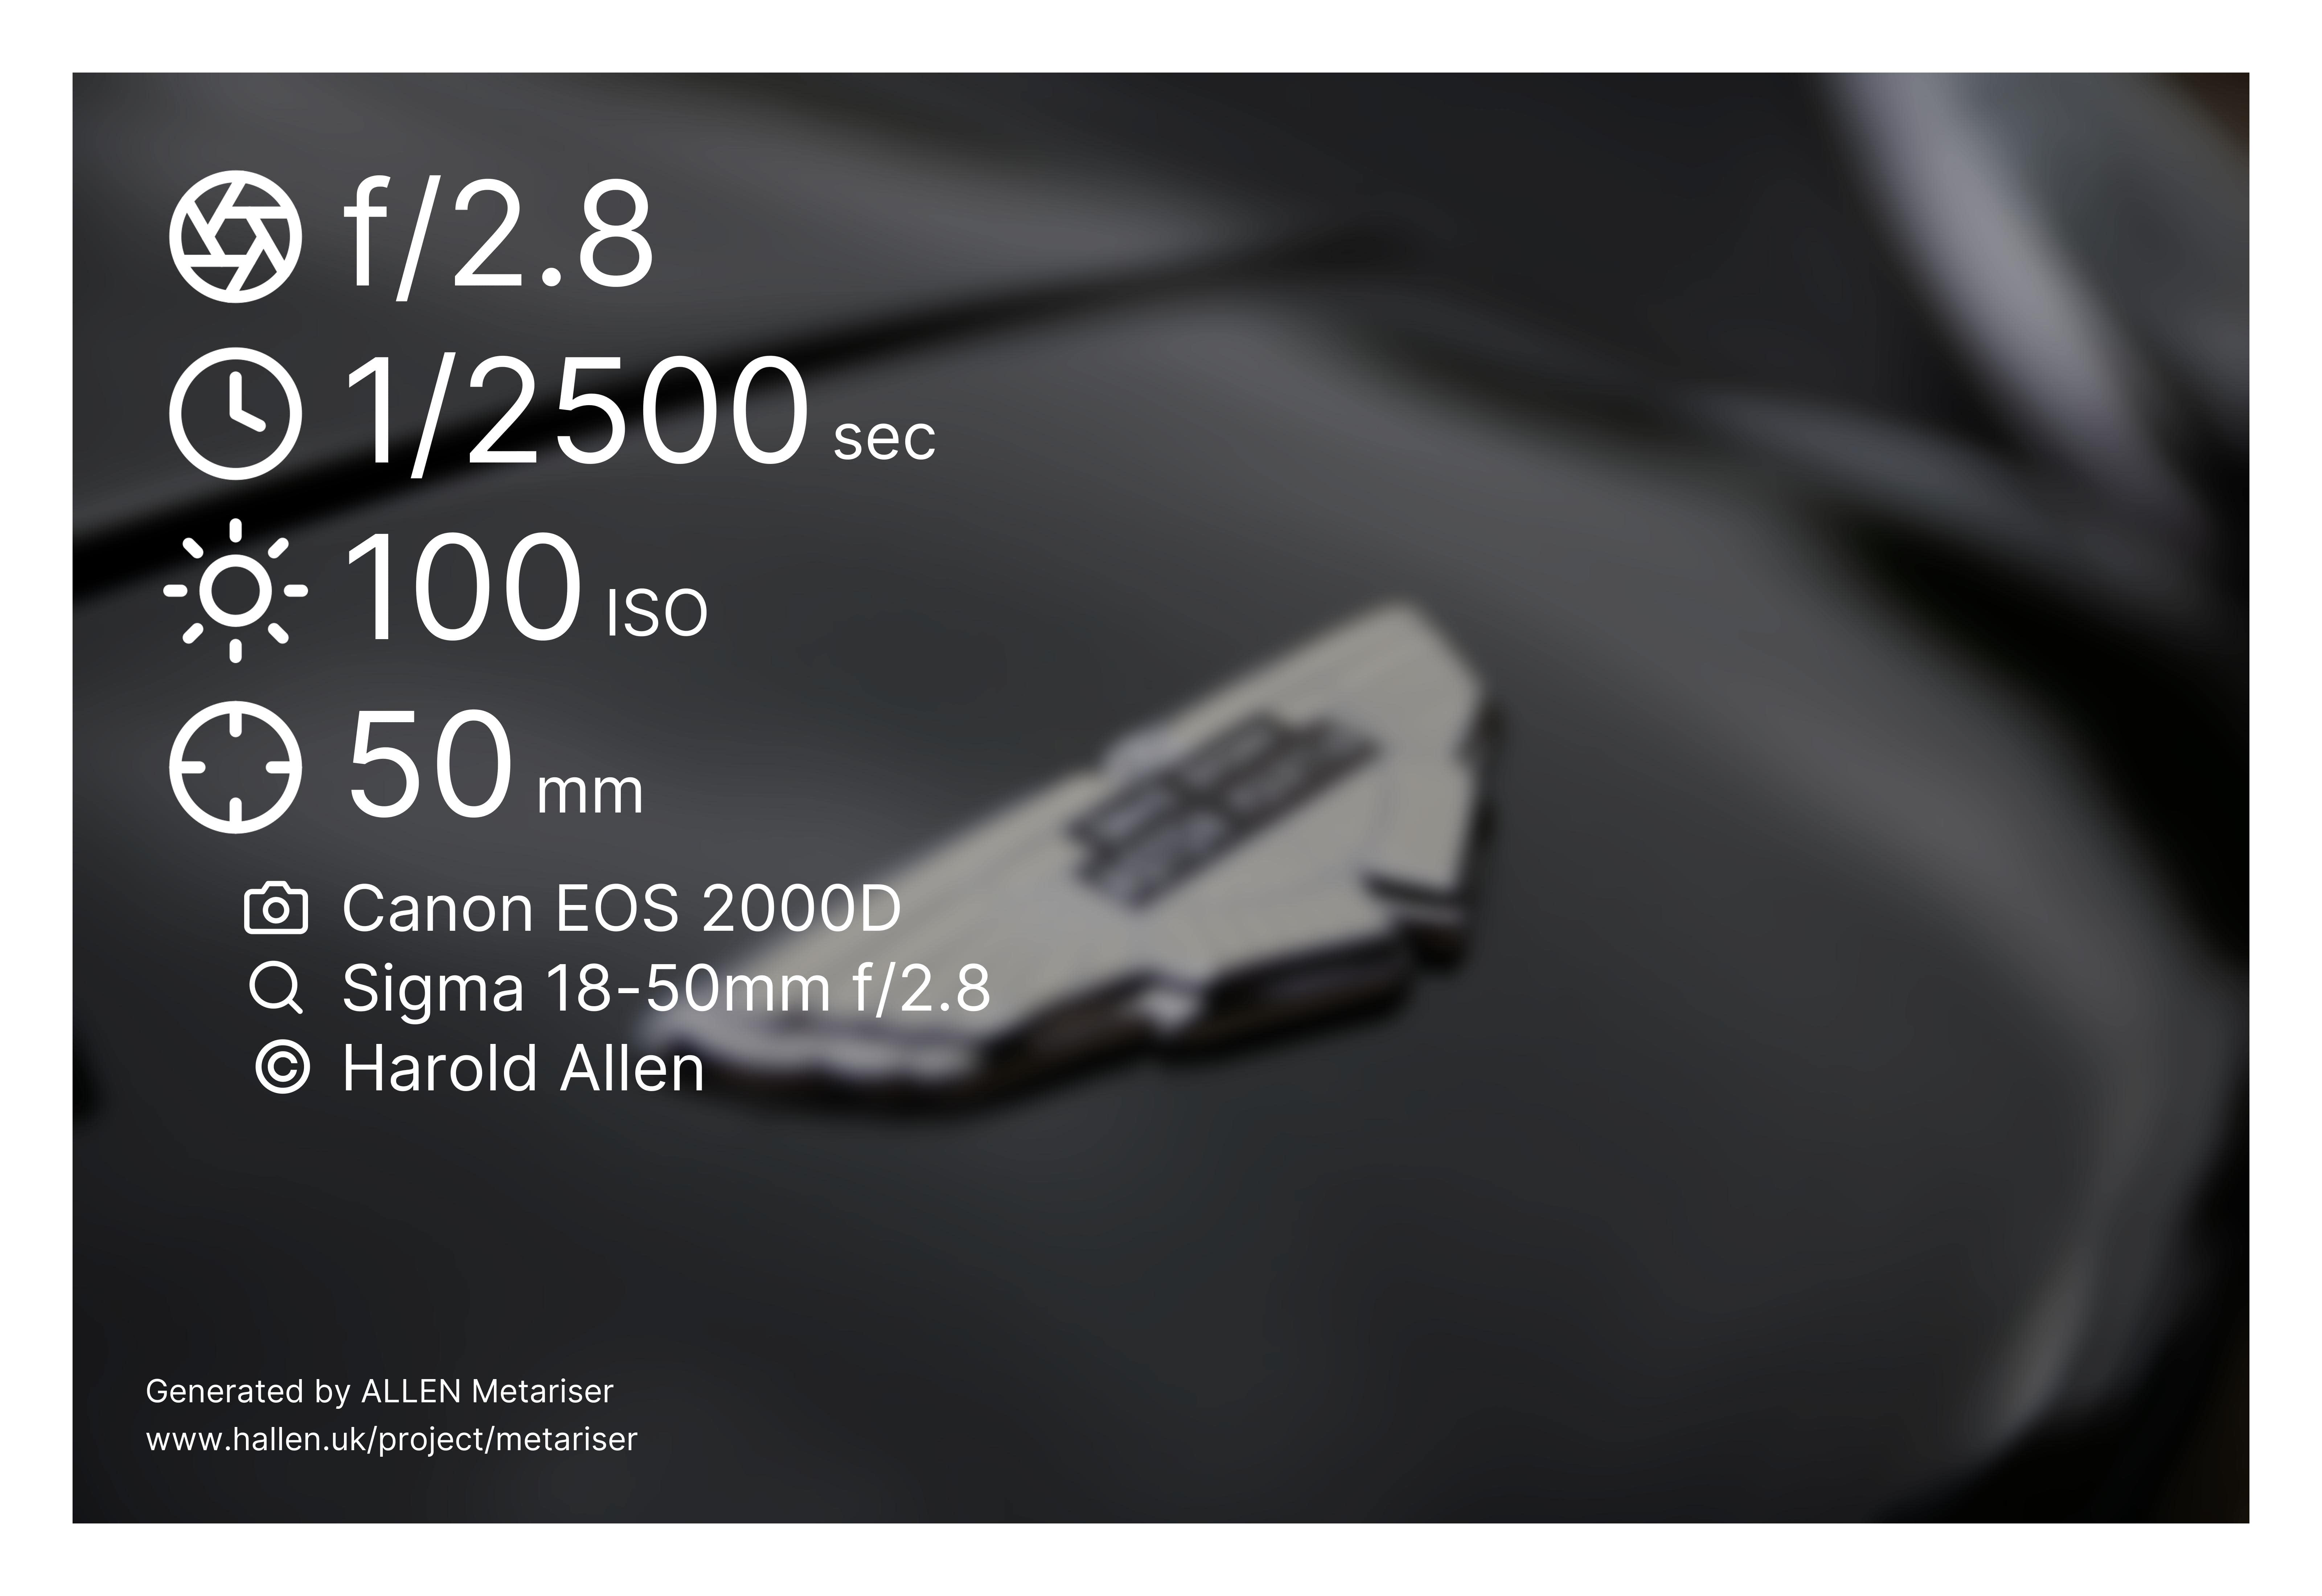 f/2.8
1/2500 sec
100 ISO
50 mm
Canon EOS 2000D
Sigma 18-50mm f/2.8
© Harold Allen
Generated by ALLEN Metariser
www.hallen.uk/project/metariser